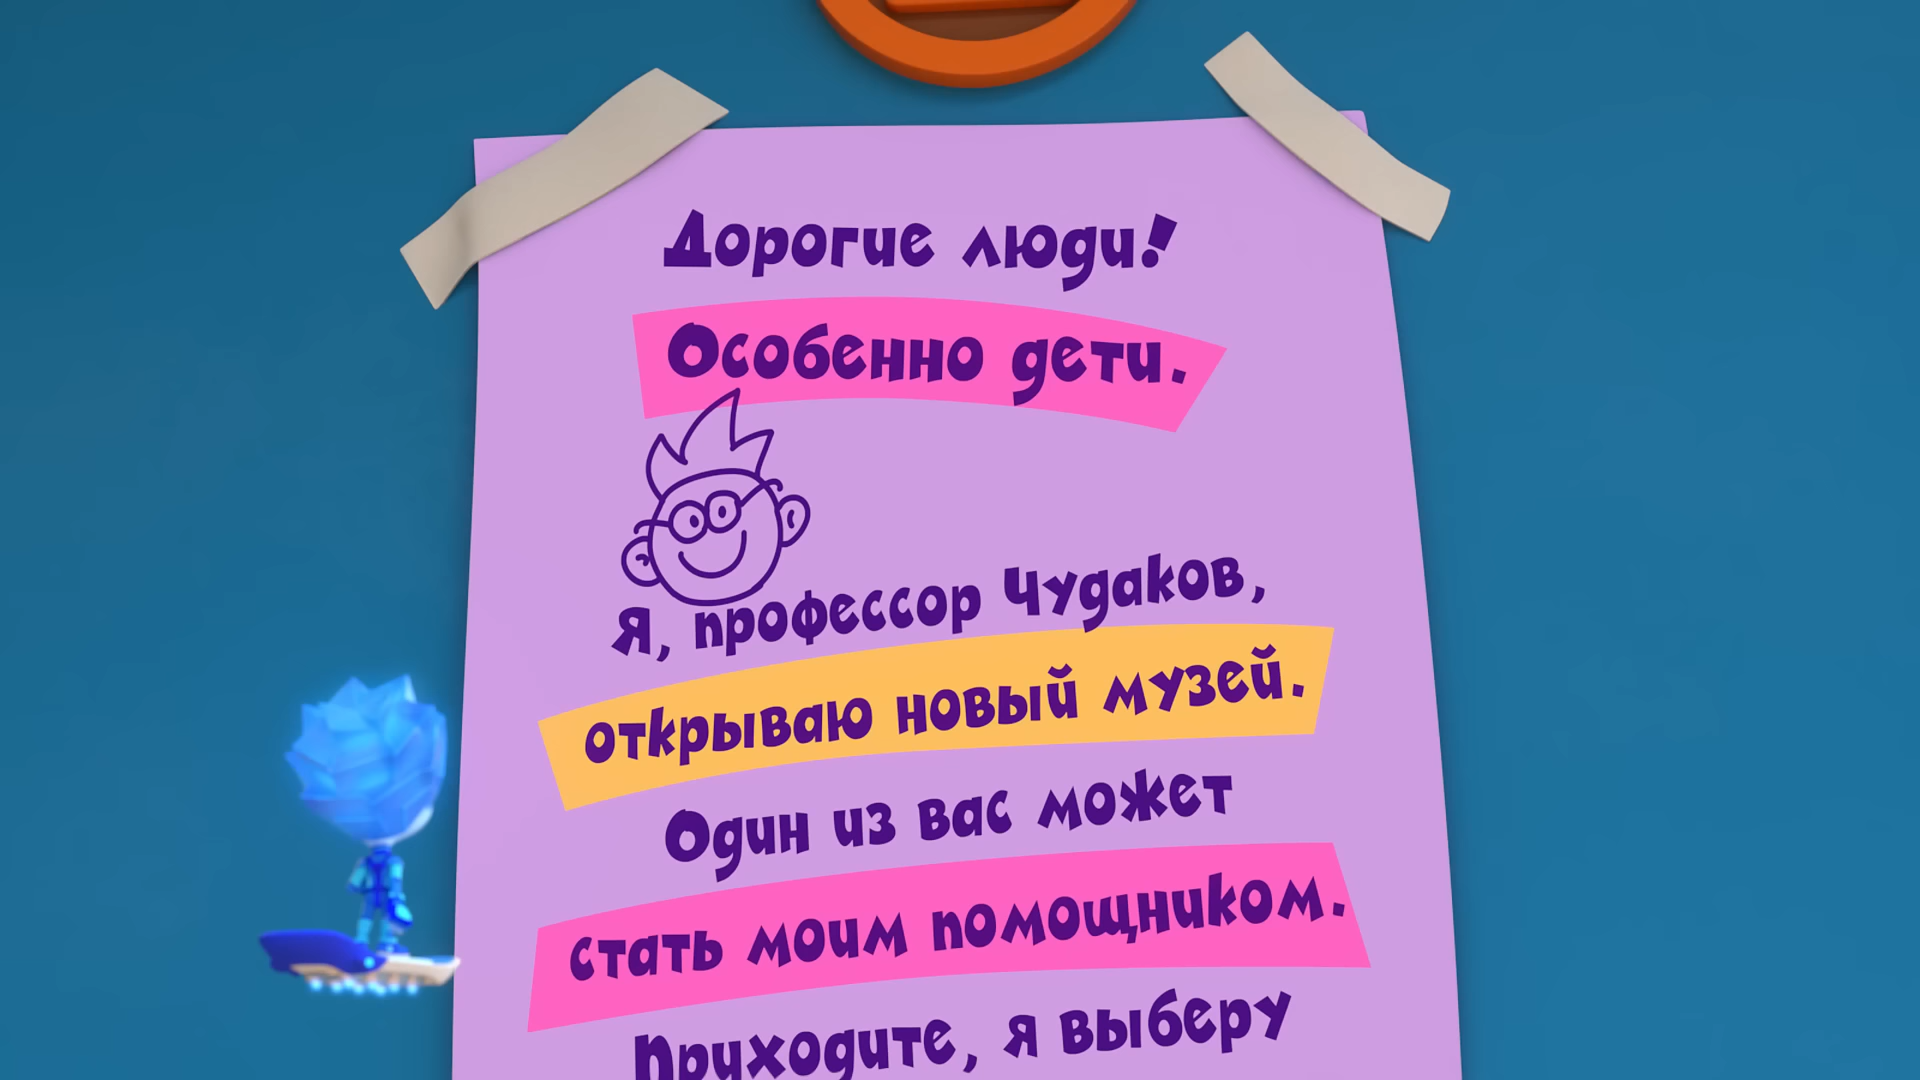 Дорогие люди!
Особенно дети.
Я, профессор Чудаков,
открываю новый музей.
Один из вас может
стать моим помощником.
Приходите, я выберу